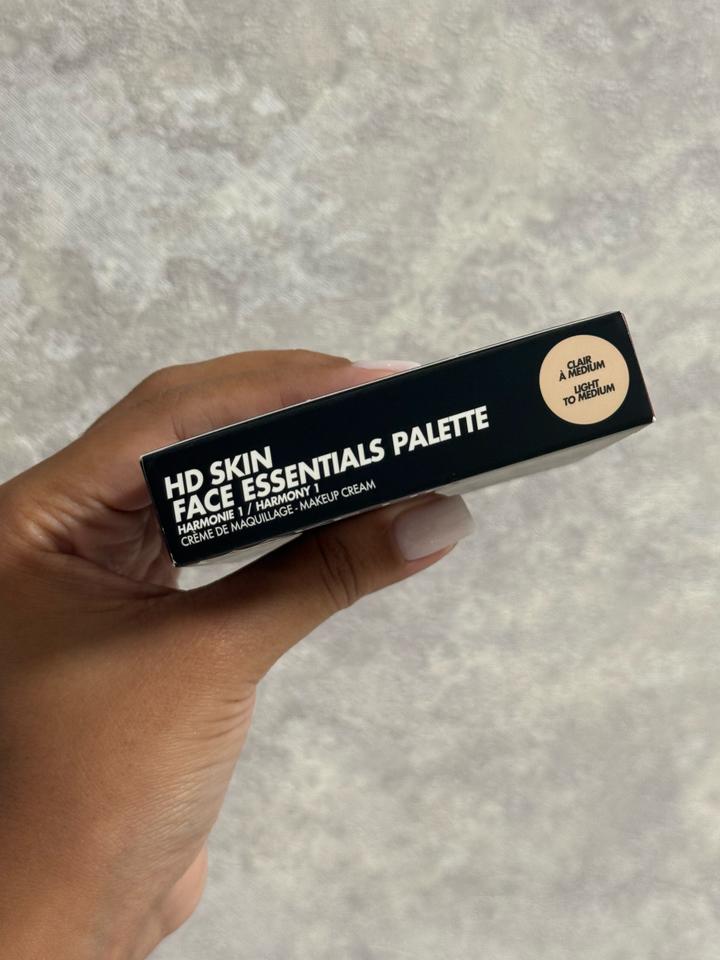 HD SKIN
FACE ESSENTIALS PALETTE
HARMONIE 1 / HARMONY 1
CRÈME DE MAQUILLAGE - MAKEUP CREAM
CLAIR
À MEDIUM
LIGHT
TO MEDIUM